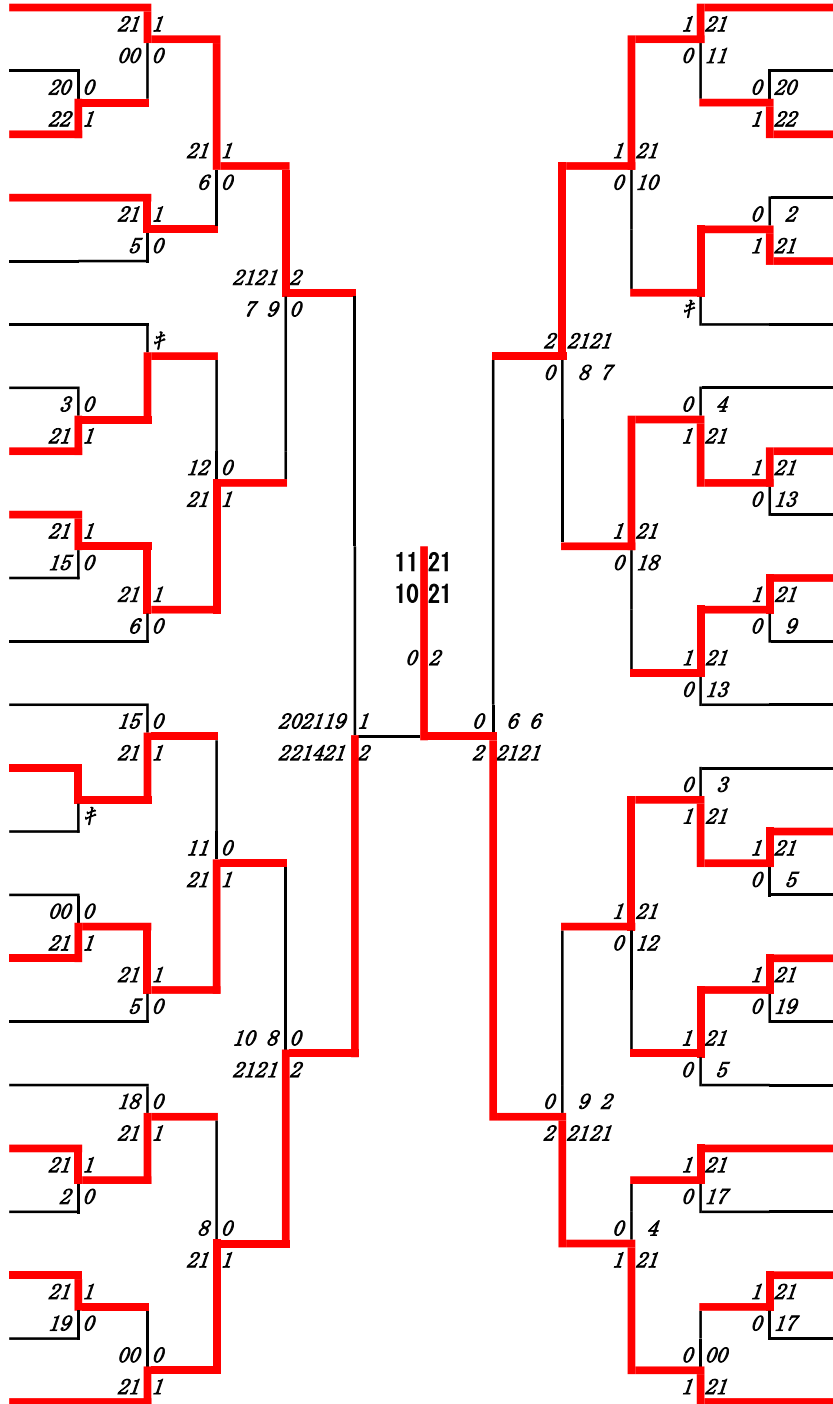 21 1 1 21
00 0 0 11
20 0 0 20
22 1 1 22
21 1 1 21
6 0 0 10
21 1 0 2
5 0 1 21
2121 2
7 9 0
ｷ ｷ
2 2121
0 8 7
3 0 0 4
21 1 1 21
12 0 1 21
21 1 0 13
21 1 1 21
15 0 0 18
11 21
10 21
21 1 1 21
6 0 0 9
0 2 1 21
0 13
15 0 202119 1 0 6 6
21 1 221421 2 2 2121
0 3
ｷ 1 21
11 0 1 21
21 1 0 5
00 0 1 21
21 1 0 12
21 1 1 21
5 0 0 19
10 8 0 1 21
2121 2 0 5
18 0 0 9 2
21 1 2 2121
21 1 1 21
2 0 0 17
8 0 0 4
21 1 1 21
21 1 1 21
19 0 0 17
00 0 0 00
21 1 1 21